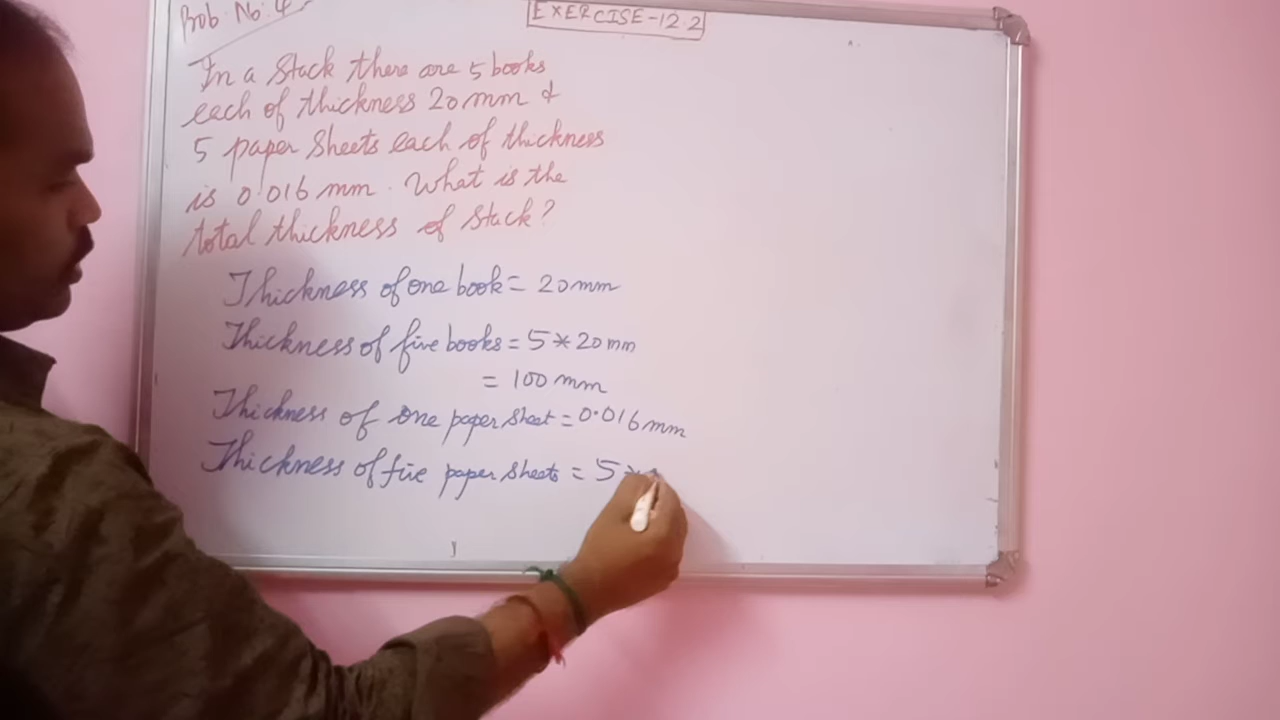 Prob. No: 4
EXERCISE-12.2
In a stack there are 5 books
each of thickness 20 mm &
5 paper sheets each of thickness
is 0.016 mm. What is the
total thickness of stack?
Thickness of one book = 20mm
Thickness of five books = 5*20mm
= 100 mm
Thickness of one paper sheet = 0.016mm
Thickness of five paper sheets = 5*